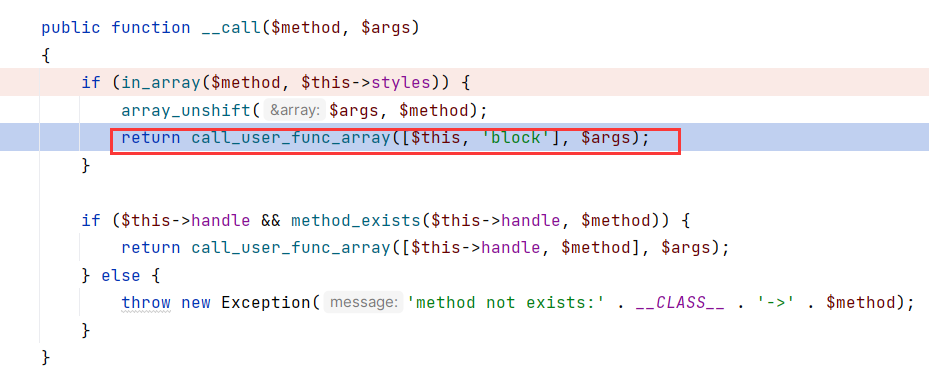 public function __call($method, $args)
{
if (in_array($method, $this->styles)) {
array_unshift( &array: $args, $method);
return call_user_func_array([$this, 'block'], $args);
}
if ($this->handle && method_exists($this->handle, $method)) {
return call_user_func_array([$this->handle, $method], $args);
} else {
throw new Exception( message: 'method not exists:' . __CLASS__ . '->' . $method);
}
}